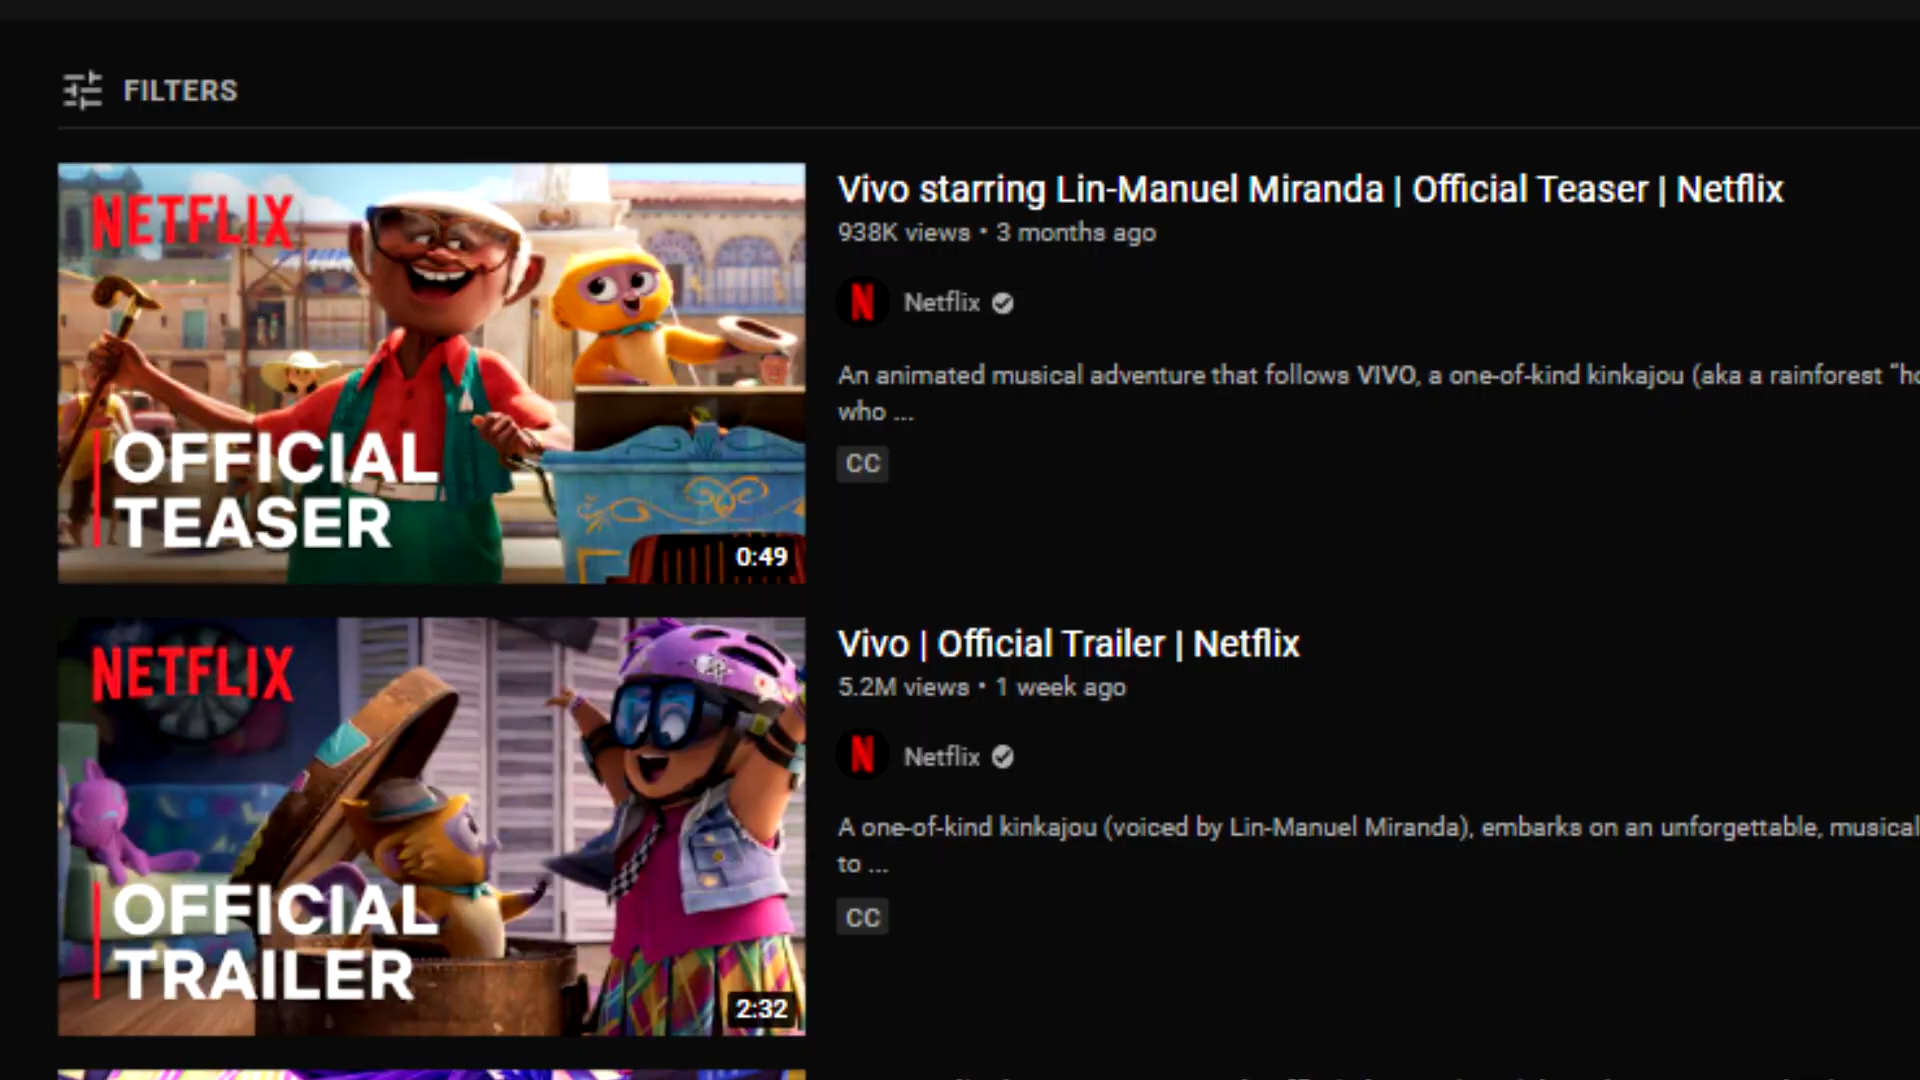 FILTERS
NETFLIX
OFFICIAL
TEASER
0:49
Vivo starring Lin-Manuel Miranda | Official Teaser | Netflix
938K views • 3 months ago
N Netflix
An animated musical adventure that follows VIVO, a one-of-kind kinkajou (aka a rainforest “
who ...
CC
NETFLIX
OFFICIAL
TRAILER
2:32
Vivo | Official Trailer | Netflix
5.2M views • 1 week ago
N Netflix
A one-of-kind kinkajou (voiced by Lin-Manuel Miranda), embarks on an unforgettable, musical
to ...
CC